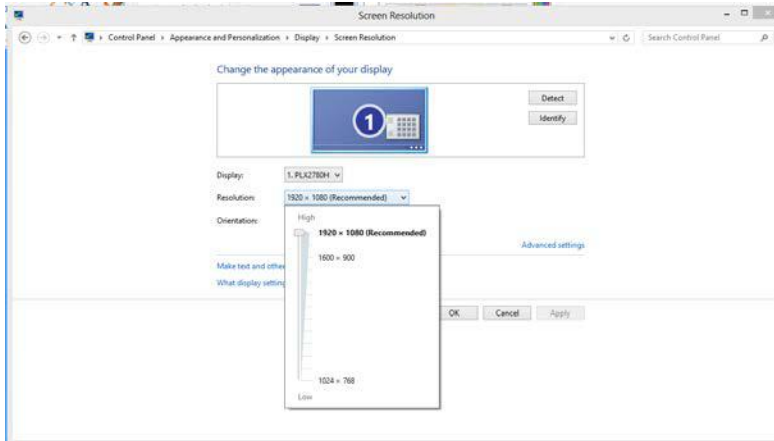 Screen Resolution
Control Panel › Appearance and Personalization › Display › Screen Resolution
Search Control Panel
Change the appearance of your display
1
Detect
Identify
Display:
1. PLX2780H
Resolution:
1920 × 1080 (Recommended)
Orientation:
High
1920 × 1080 (Recommended)
1600 × 900
1024 × 768
Low
Advanced settings
Make text and other
What display setting
OK
Cancel
Apply